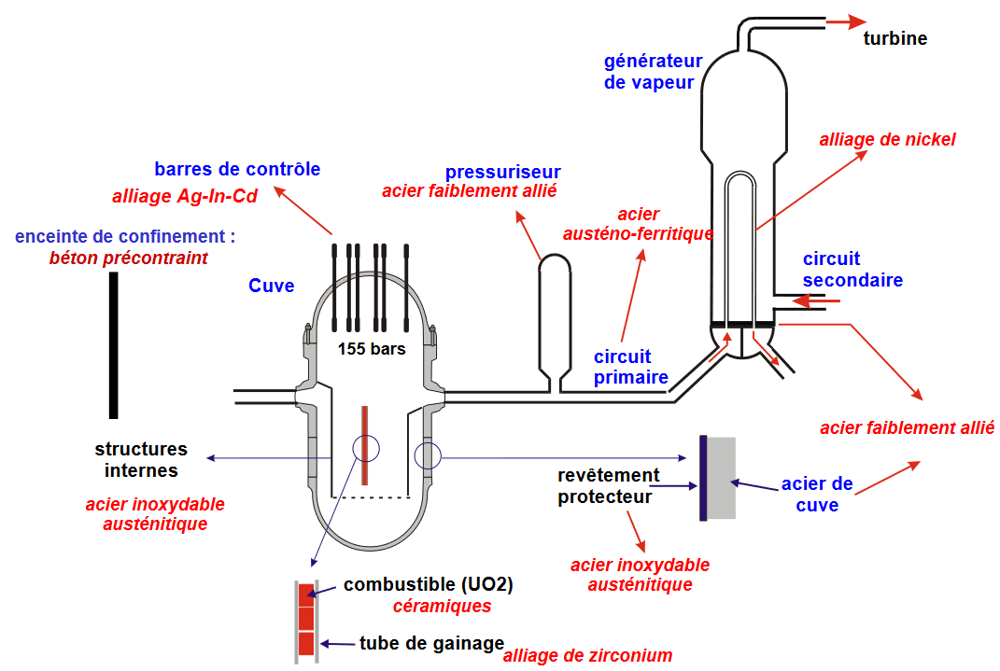 turbine
générateur
de vapeur
alliage de nickel
barres de contrôle
alliage Ag-In-Cd
pressuriseur
acier faiblement allié
acier
austéno-ferritique
enceinte de confinement :
béton précontraint
Cuve
circuit
secondaire
155 bars
circuit
primaire
structures
internes
acier inoxydable
austénitique
acier faiblement allié
revêtement
protecteur
acier de
cuve
acier inoxydable
austénitique
combustible (UO2)
céramiques
tube de gainage
alliage de zirconium